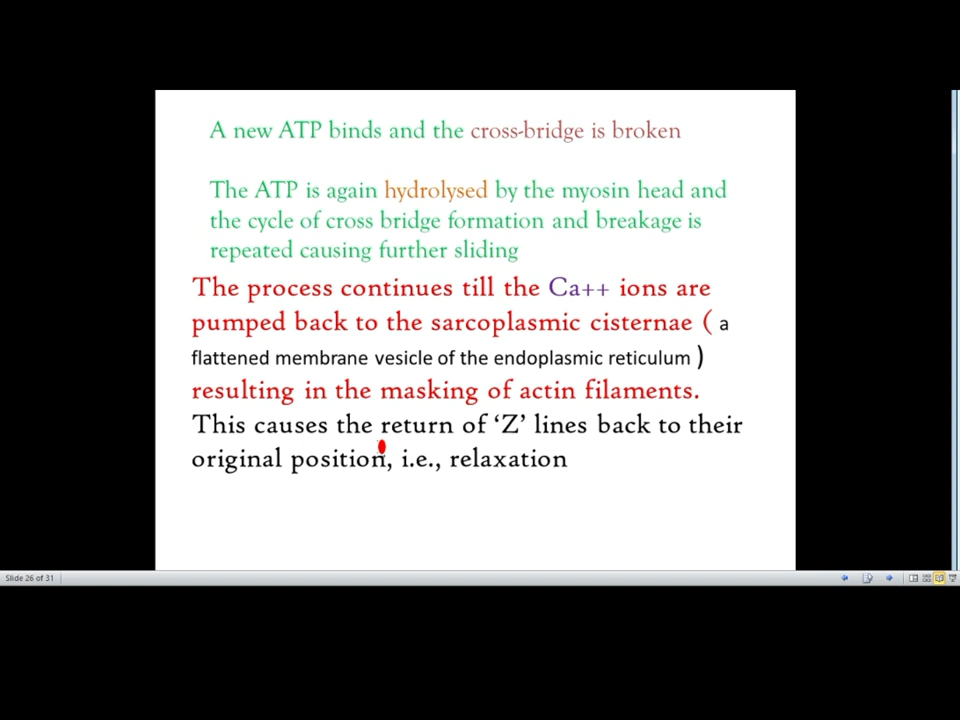 A new ATP binds and the cross-bridge is broken
The ATP is again hydrolysed by the myosin head and
the cycle of cross bridge formation and breakage is
repeated causing further sliding
The process continues till the Ca++ ions are
pumped back to the sarcoplasmic cisternae ( a
flattened membrane vesicle of the endoplasmic reticulum )
resulting in the masking of actin filaments.
This causes the return of ‘Z’ lines back to their
original position, i.e., relaxation
Slide 26 of 31